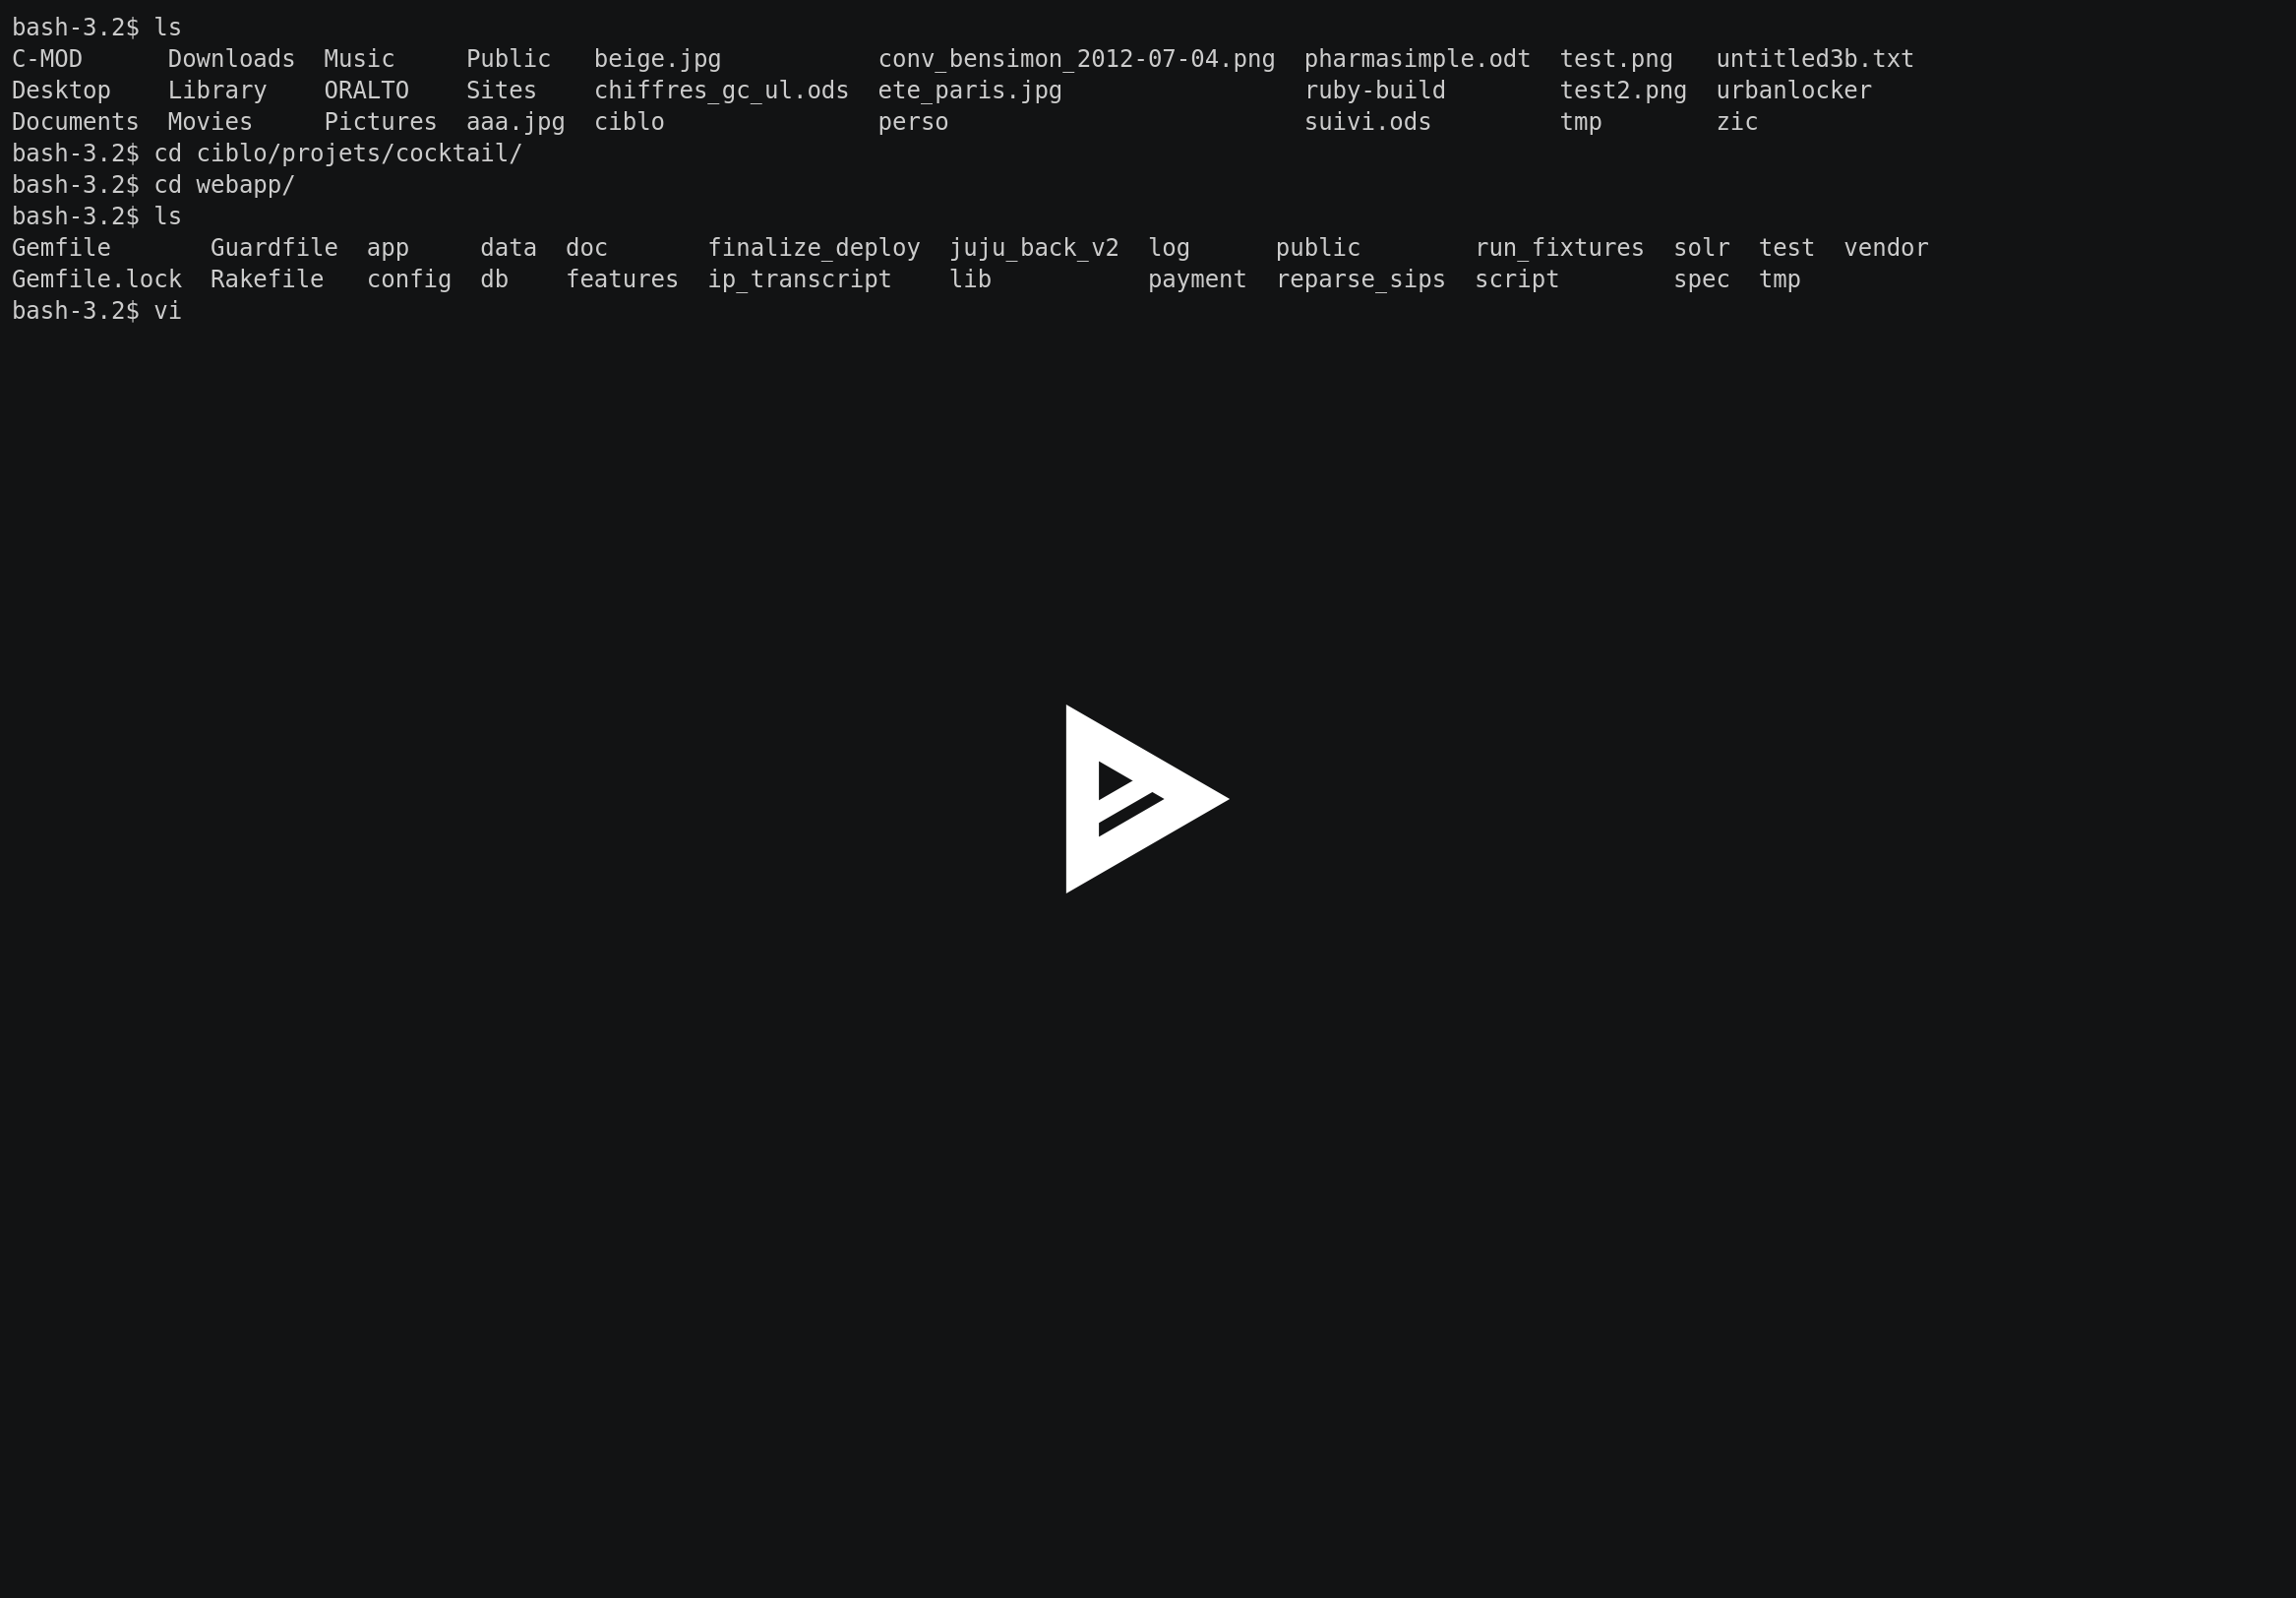 bash-3.2$ ls
C-MOD      Downloads  Music     Public   beige.jpg           conv_bensimon_2012-07-04.png  pharmasimple.odt  test.png   untitled3b.txt
Desktop    Library    ORALTO    Sites    chiffres_gc_ul.ods  ete_paris.jpg                 ruby-build        test2.png  urbanlocker
Documents  Movies     Pictures  aaa.jpg  ciblo               perso                         suivi.ods         tmp        zic
bash-3.2$ cd ciblo/projets/cocktail/
bash-3.2$ cd webapp/
bash-3.2$ ls
Gemfile       Guardfile  app     data  doc       finalize_deploy  juju_back_v2  log      public        run_fixtures  solr  test  vendor
Gemfile.lock  Rakefile   config  db    features  ip_transcript    lib           payment  reparse_sips  script        spec  tmp
bash-3.2$ vi